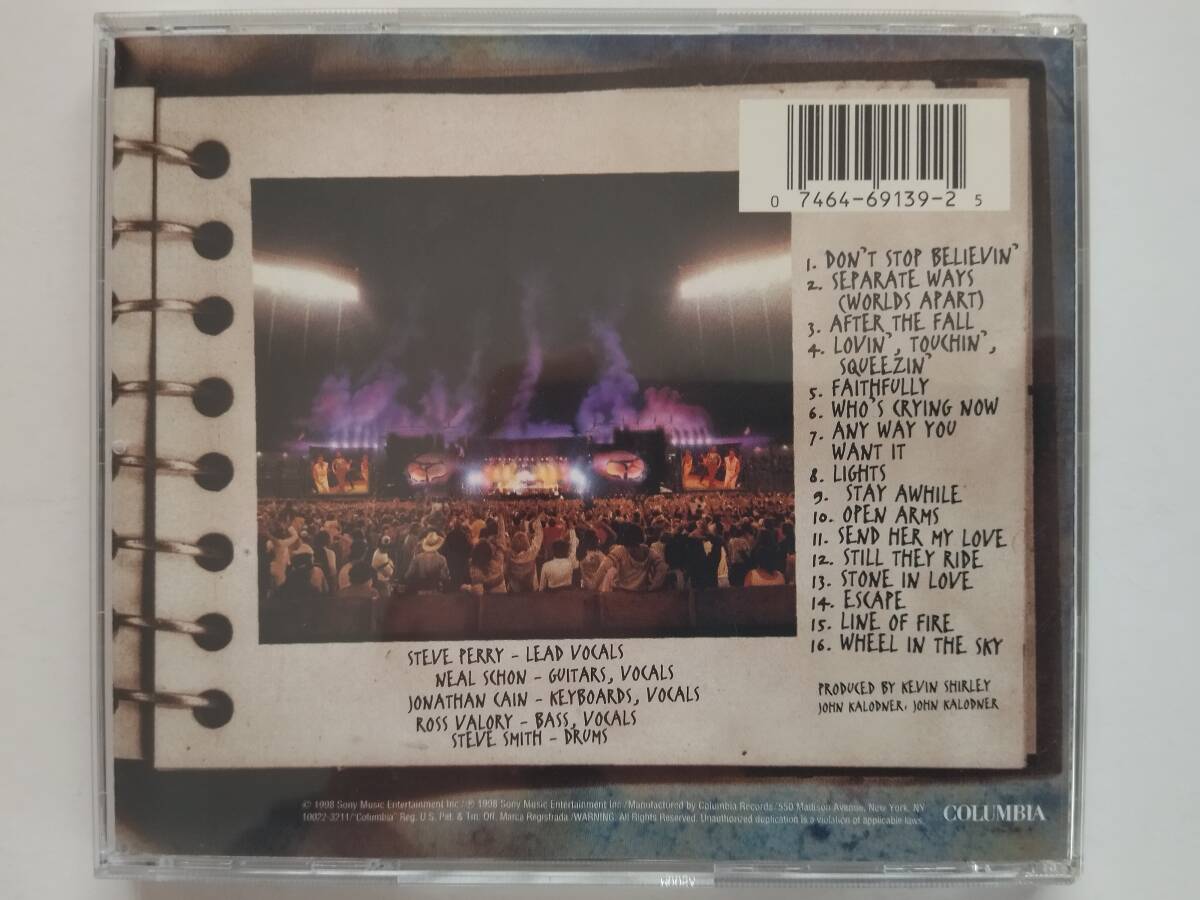 0 7464-69139-2 5
1. DON'T STOP BELIEVIN'
2. SEPARATE WAYS
(WORLDS APART)
3. AFTER THE FALL
4. LOVIN', TOUCHIN',
SQUEEZIN'
5. FAITHFULLY
6. WHO'S CRYING NOW
7. ANY WAY YOU
WANT IT
8. LIGHTS
9. STAY AWHILE
10. OPEN ARMS
11. SEND HER MY LOVE
12. STILL THEY RIDE
13. STONE IN LOVE
14. ESCAPE
15. LINE OF FIRE
16. WHEEL IN THE SKY
PRODUCED BY KEVIN SHIRLEY
JOHN KALODNER, JOHN KALODNER
STEVE PERRY - LEAD VOCALS
NEAL SCHON - GUITARS, VOCALS
JONATHAN CAIN - KEYBOARDS, VOCALS
ROSS VALORY - BASS, VOCALS
STEVE SMITH - DRUMS
© 1998 Sony Music Entertainment Inc./℗ 1998 Sony Music Entertainment Inc./Manufactured by Columbia Records/550 Madison Avenue, New York, NY
10022-3211/"Columbia" Reg. U.S. Pat. & Tm. Off. Marca Registrada./WARNING: All Rights Reserved. Unauthorized duplication is a violation of applicable laws.
COLUMBIA